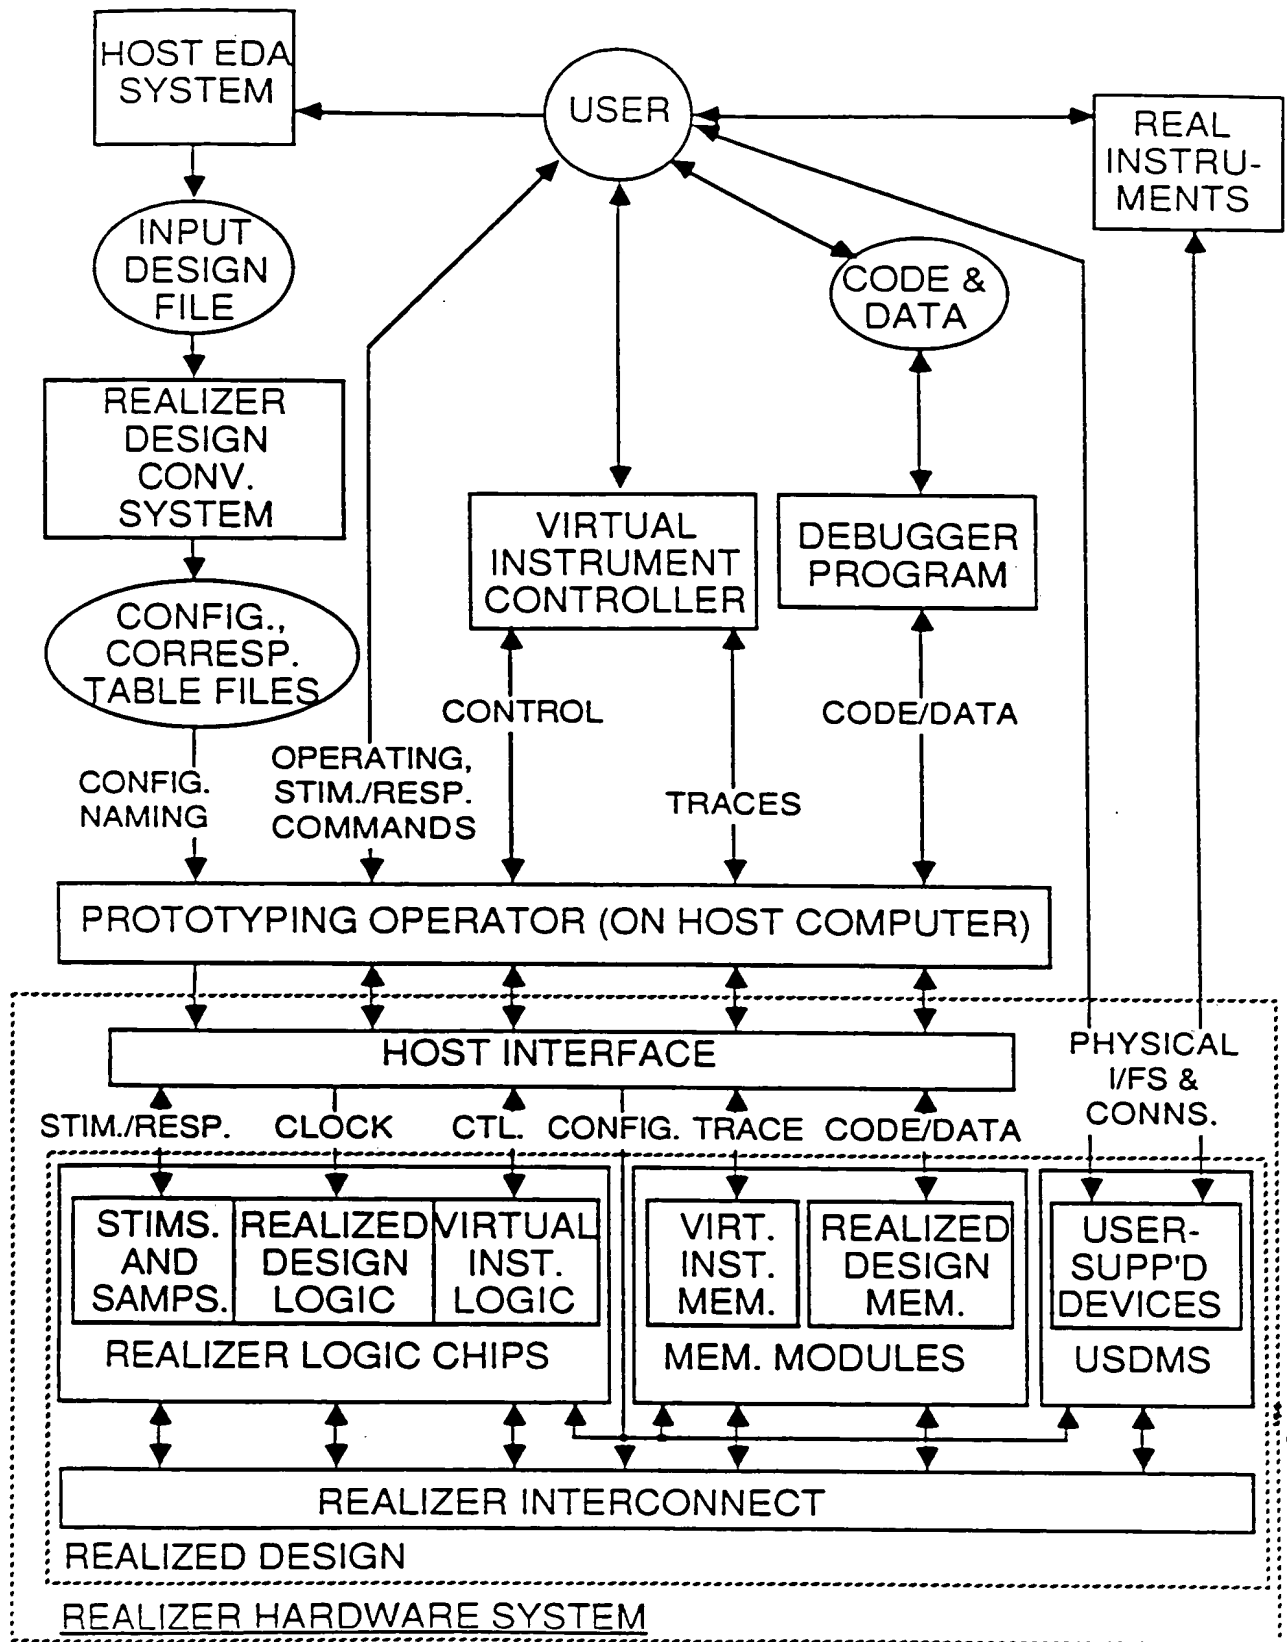 HOST EDA
SYSTEM
USER
REAL
INSTRU-
MENTS
INPUT
DESIGN
FILE
CODE &
DATA
REALIZER
DESIGN
CONV.
SYSTEM
VIRTUAL
INSTRUMENT
CONTROLLER
DEBUGGER
PROGRAM
CONFIG.,
CORRESP.
TABLE FILES
CONTROL
CODE/DATA
CONFIG.
NAMING
OPERATING,
STIM./RESP.
COMMANDS
TRACES
PROTOTYPING OPERATOR (ON HOST COMPUTER)
HOST INTERFACE
PHYSICAL
I/FS &
CONNS.
STIM./RESP. CLOCK CTL. CONFIG. TRACE CODE/DATA
STIMS.
AND
SAMPS.
REALIZED
DESIGN
LOGIC
VIRTUAL
INST.
LOGIC
REALIZER LOGIC CHIPS
VIRT.
INST.
MEM.
REALIZED
DESIGN
MEM.
MEM. MODULES
USER-
SUPP'D
DEVICES
USDMS
REALIZER INTERCONNECT
REALIZED DESIGN
REALIZER HARDWARE SYSTEM